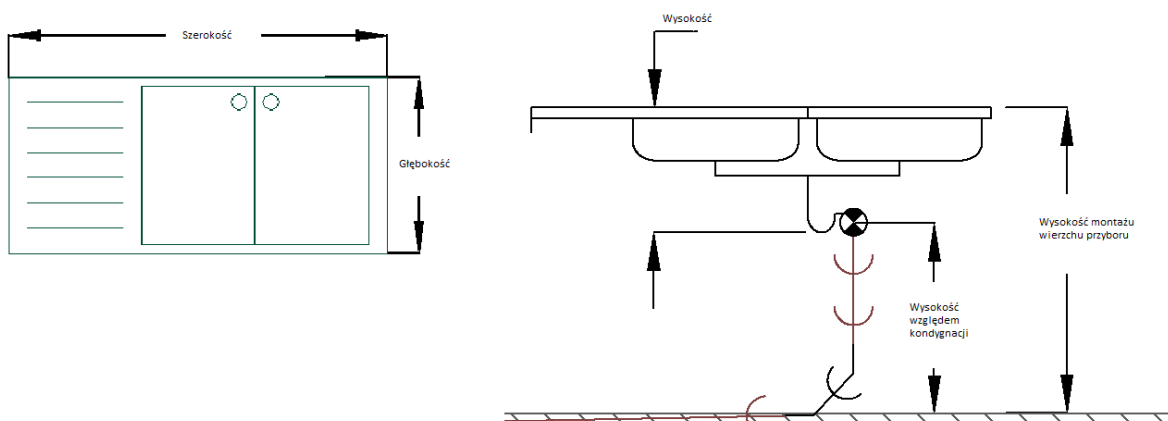 Szerokość
Głębokość
Wysokość
Wysokość montażu
wierzchu przyboru
Wysokość
względem
kondygnacji